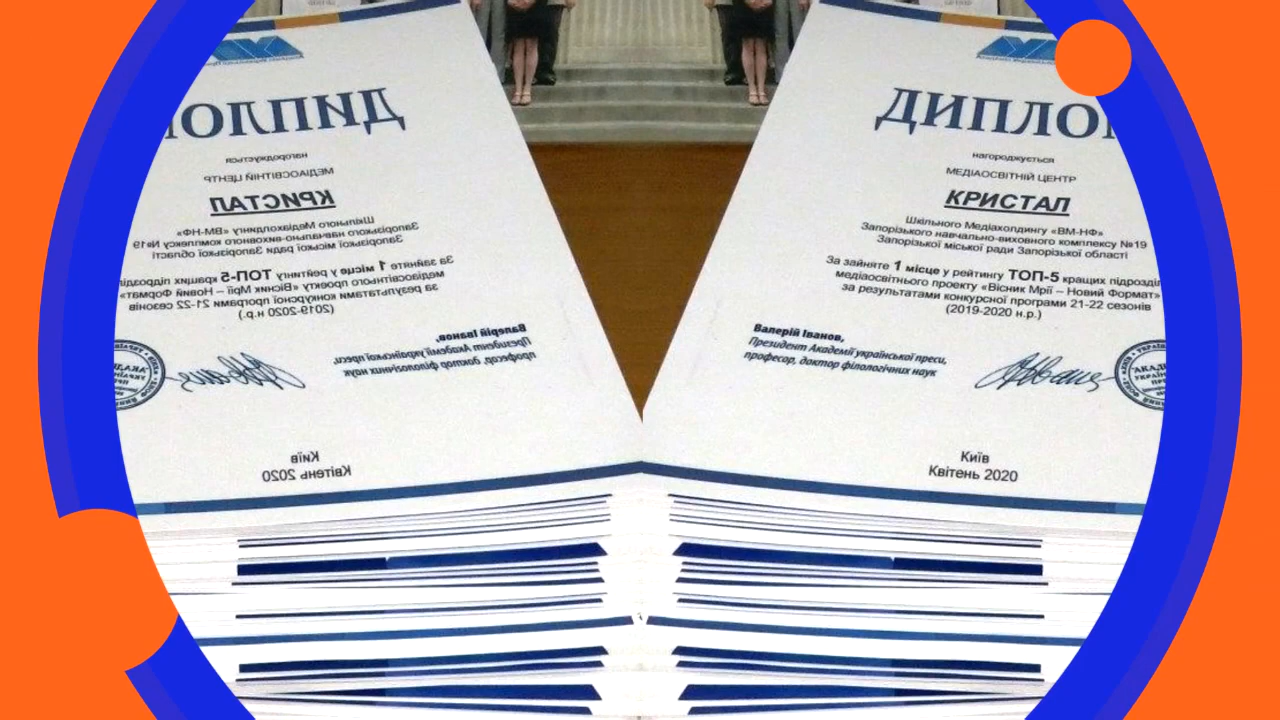 ДИПЛО
нагороджується
МЕДІАОСВІТНІЙ ЦЕНТР
КРИСТАЛ
Шкільного Медіахолдингу «ВМ-НФ»
Запорізького навчально-виховного комплексу №19
Запорізької міської ради Запорізької області
За зайняте 1 місце у рейтингу ТОП-5 кращих підрозділ
медіаосвітнього проекту «Вісник Мрії – Новий Формат»
за результатами конкурсної програми 21-22 сезонів
(2019-2020 н.р.)
Валерій Іванов,
Президент Академії української преси,
професор, доктор філологічних наук
Київ
Квітень 2020